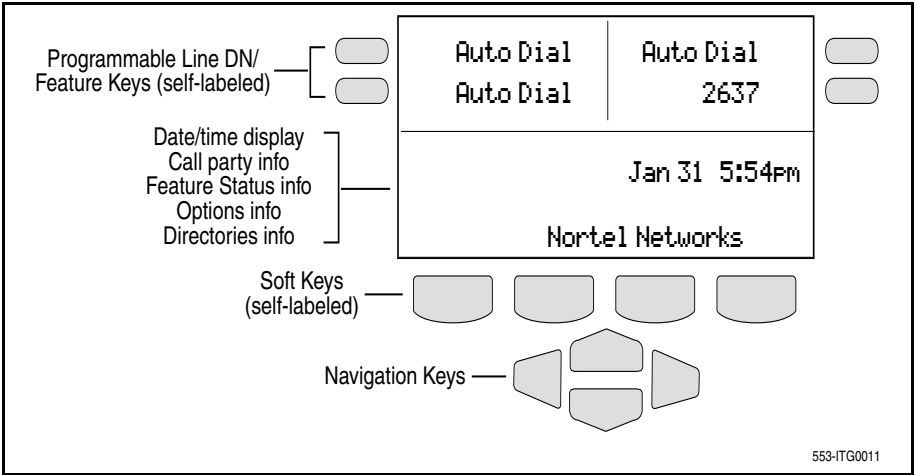 Programmable Line DN/
Feature Keys (self-labeled)
Auto Dial
Auto Dial
Auto Dial
2637
Date/time display
Call party info
Feature Status info
Options info
Directories info
Jan 31 5:54pm
Nortel Networks
Soft Keys
(self-labeled)
Navigation Keys
553-ITG0011